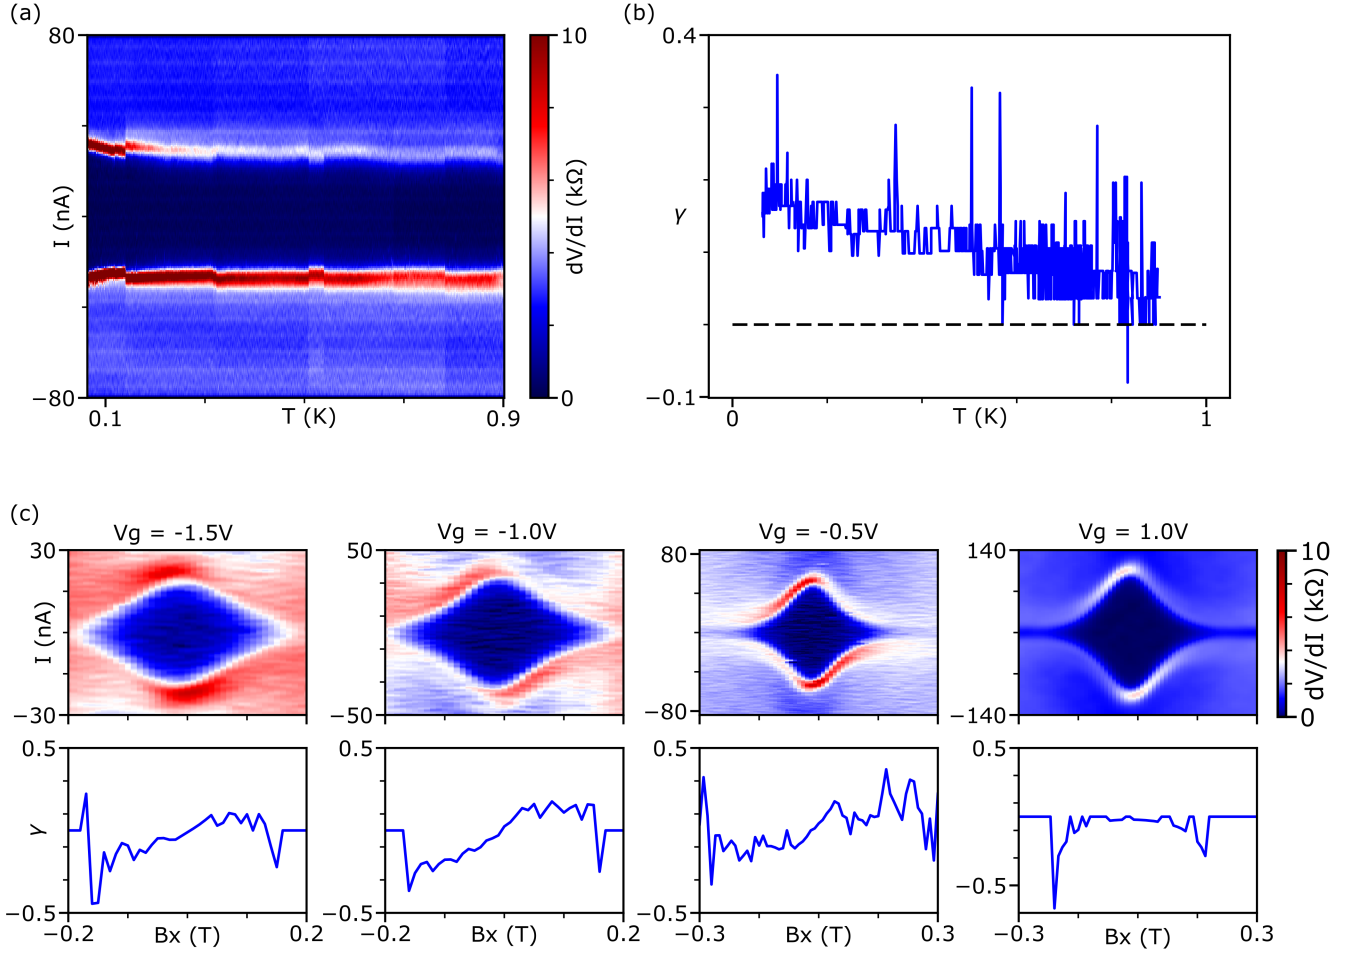 (a)
80
I (nA)
−80
0.1
T (K)
0.9
10
dV/dI (kΩ)
0
(b)
0.4
γ
−0.1
0
T (K)
1
(c)
Vg = -1.5V
30
I (nA)
−30
Vg = -1.0V
50
−50
Vg = -0.5V
80
−80
Vg = 1.0V
140
−140
10
dV/dI (kΩ)
0
0.5
γ
−0.5
−0.2
Bx (T)
0.2
0.5
−0.5
−0.2
Bx (T)
0.2
0.5
−0.5
−0.3
Bx (T)
0.3
0.5
−0.5
−0.3
Bx (T)
0.3